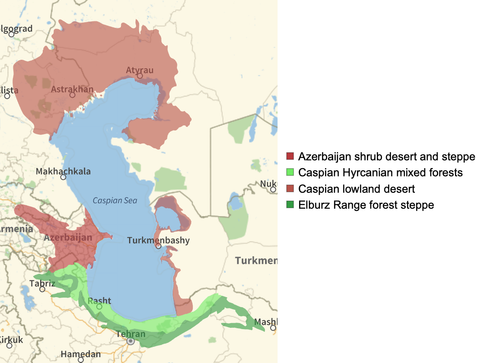 lgograd
Atyrau
Astrakhan
lista
Makhachkala
Nuk
Caspian Sea
rmenia
Azerbaijan
Turkmenbashy
Turkmen
Tabriz
Rasht
Mash
Tehran
Kirkuk
Hamedan
Azerbaijan shrub desert and steppe
Caspian Hyrcanian mixed forests
Caspian lowland desert
Elburz Range forest steppe